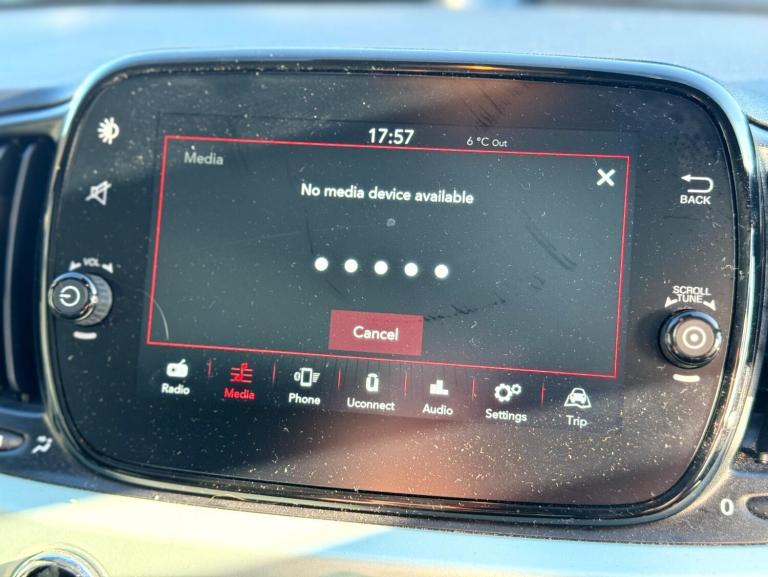 17:57
6 °C Out
Media
No media device available
BACK
VOL
SCROLL
TUNE
Cancel
Radio
Media
Phone
Uconnect
Audio
Settings
Trip
0